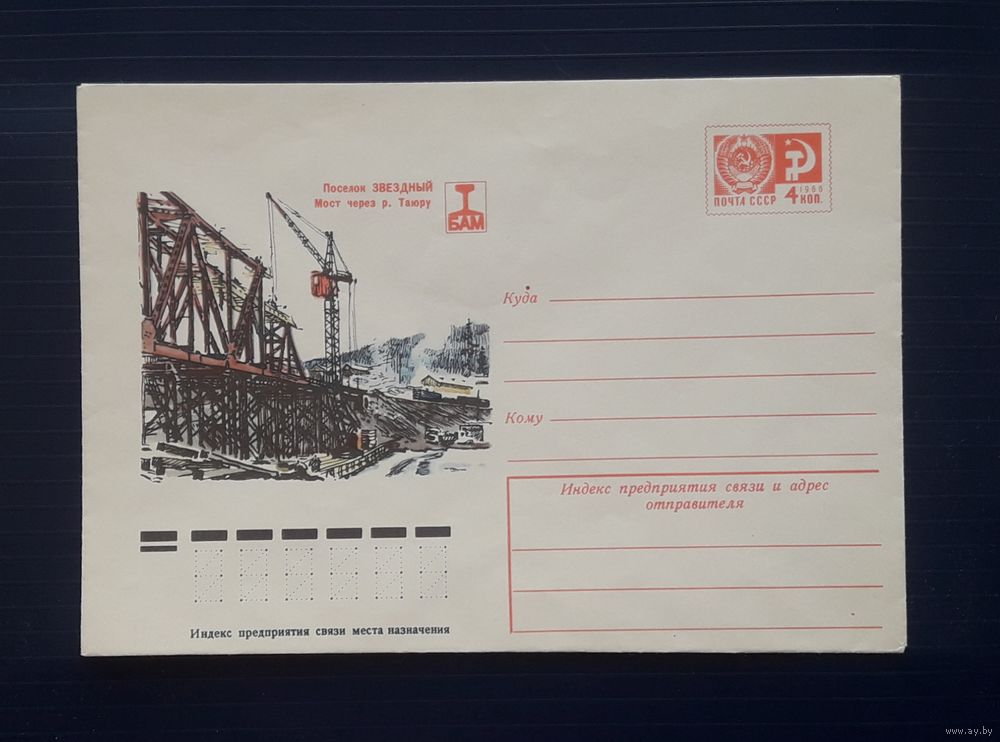 Поселок ЗВЕЗДНЫЙ
Мост через р. Таюру
БАМ
1966
ПОЧТА СССР 4 КОП.
Куда
Кому
Индекс предприятия связи и адрес
отправителя
Индекс предприятия связи места назначения
www.ay.by